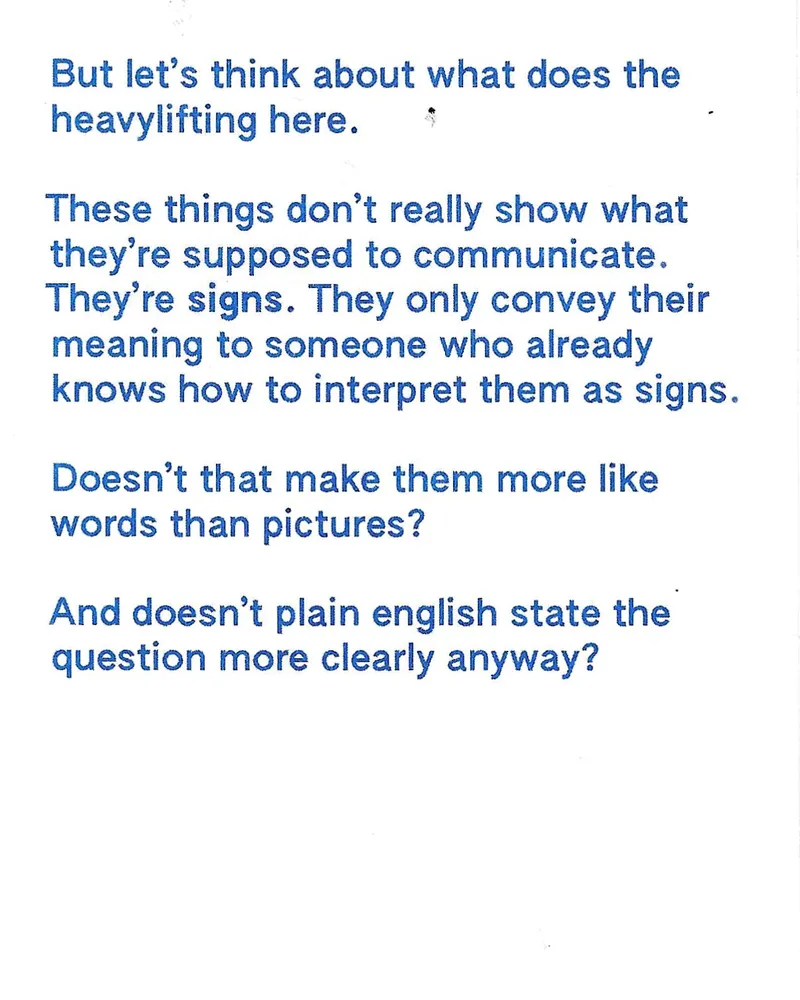 But let's think about what does the
heavylifting here.
These things don't really show what
they're supposed to communicate.
They're signs. They only convey their
meaning to someone who already
knows how to interpret them as signs.
Doesn't that make them more like
words than pictures?
And doesn't plain english state the
question more clearly anyway?